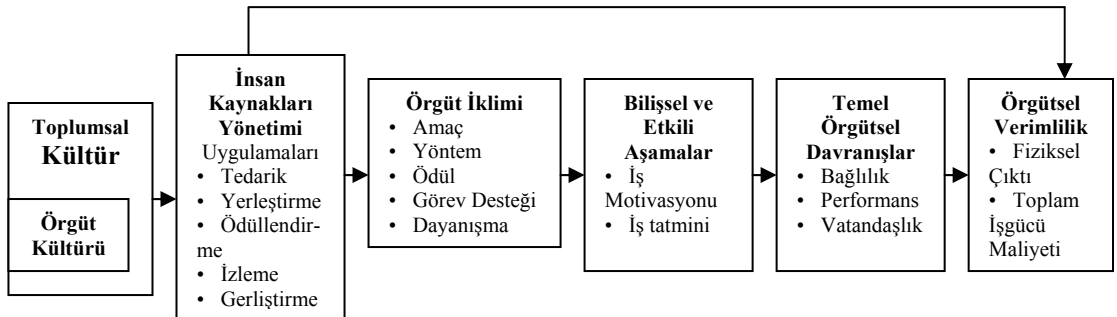 Toplumsal
Kültür
Örgüt
Kültürü
İnsan
Kaynakları
Yönetimi
Uygulamaları
• Tedarik
• Yerleştirme
• Ödüllendir-
me
• İzleme
• Gerliştirme
Örgüt İklimi
• Amaç
• Yöntem
• Ödül
• Görev Desteği
• Dayanışma
Bilişsel ve
Etkili
Aşamalar
• İş
Motivasyonu
• İş tatmini
Temel
Örgütsel
Davranışlar
• Bağlılık
• Performans
• Vatandaşlık
Örgütsel
Verimlilik
• Fiziksel
Çıktı
• Toplam
İşgücü
Maliyeti